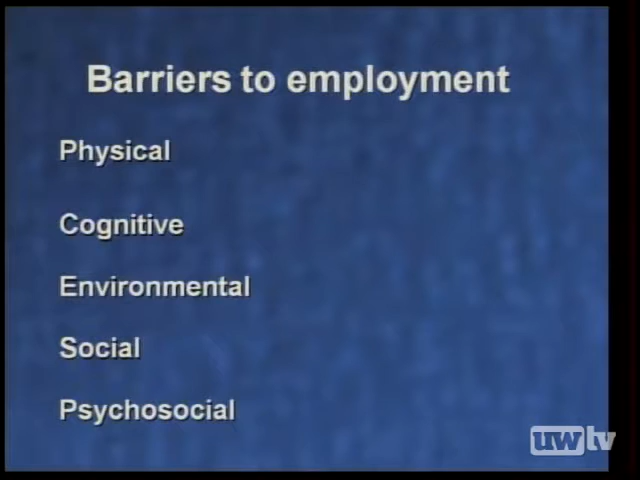 Barriers to employment
Physical
Cognitive
Environmental
Social
Psychosocial
uwtv